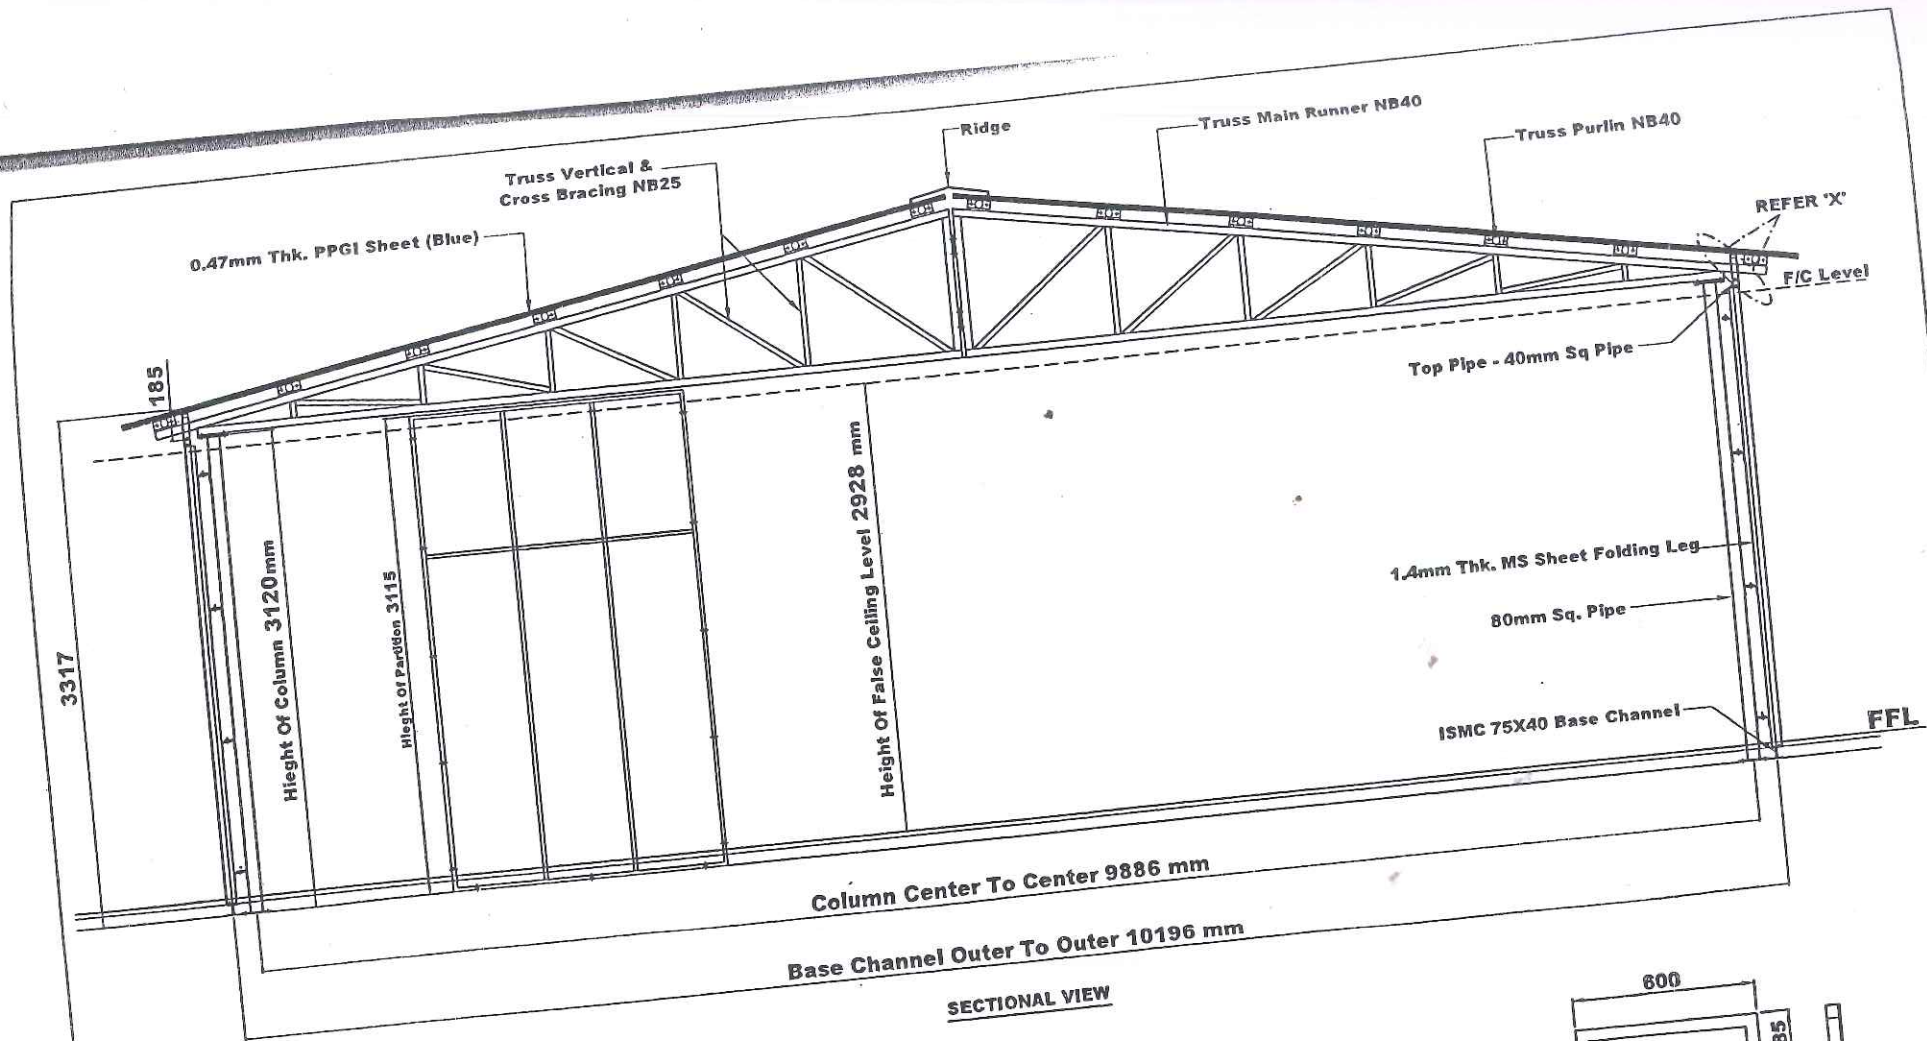 Ridge
Truss Main Runner NB40
Truss Purlin NB40
Truss Vertical &
Cross Bracing NB25
REFER 'X'
0.47mm Thk. PPGI Sheet (Blue)
F/C Level
185
Top Pipe - 40mm Sq Pipe
3317
Hieght Of Column 3120mm
Hieght Of Partition 3115
Height Of False Ceiling Level 2928 mm
1.4mm Thk. MS Sheet Folding Leg
80mm Sq. Pipe
ISMC 75X40 Base Channel
FFL
Column Center To Center 9886 mm
Base Channel Outer To Outer 10196 mm
SECTIONAL VIEW
600